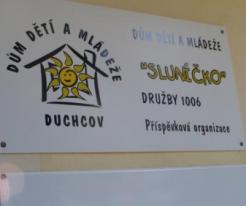 DŮM DĚTÍ A MLÁDEŽE
DUCHCOV
DŮM DĚTÍ A MLÁDEŽE
"SLUNÍČKO"
DRUŽBY 1006
Příspěvková organizace